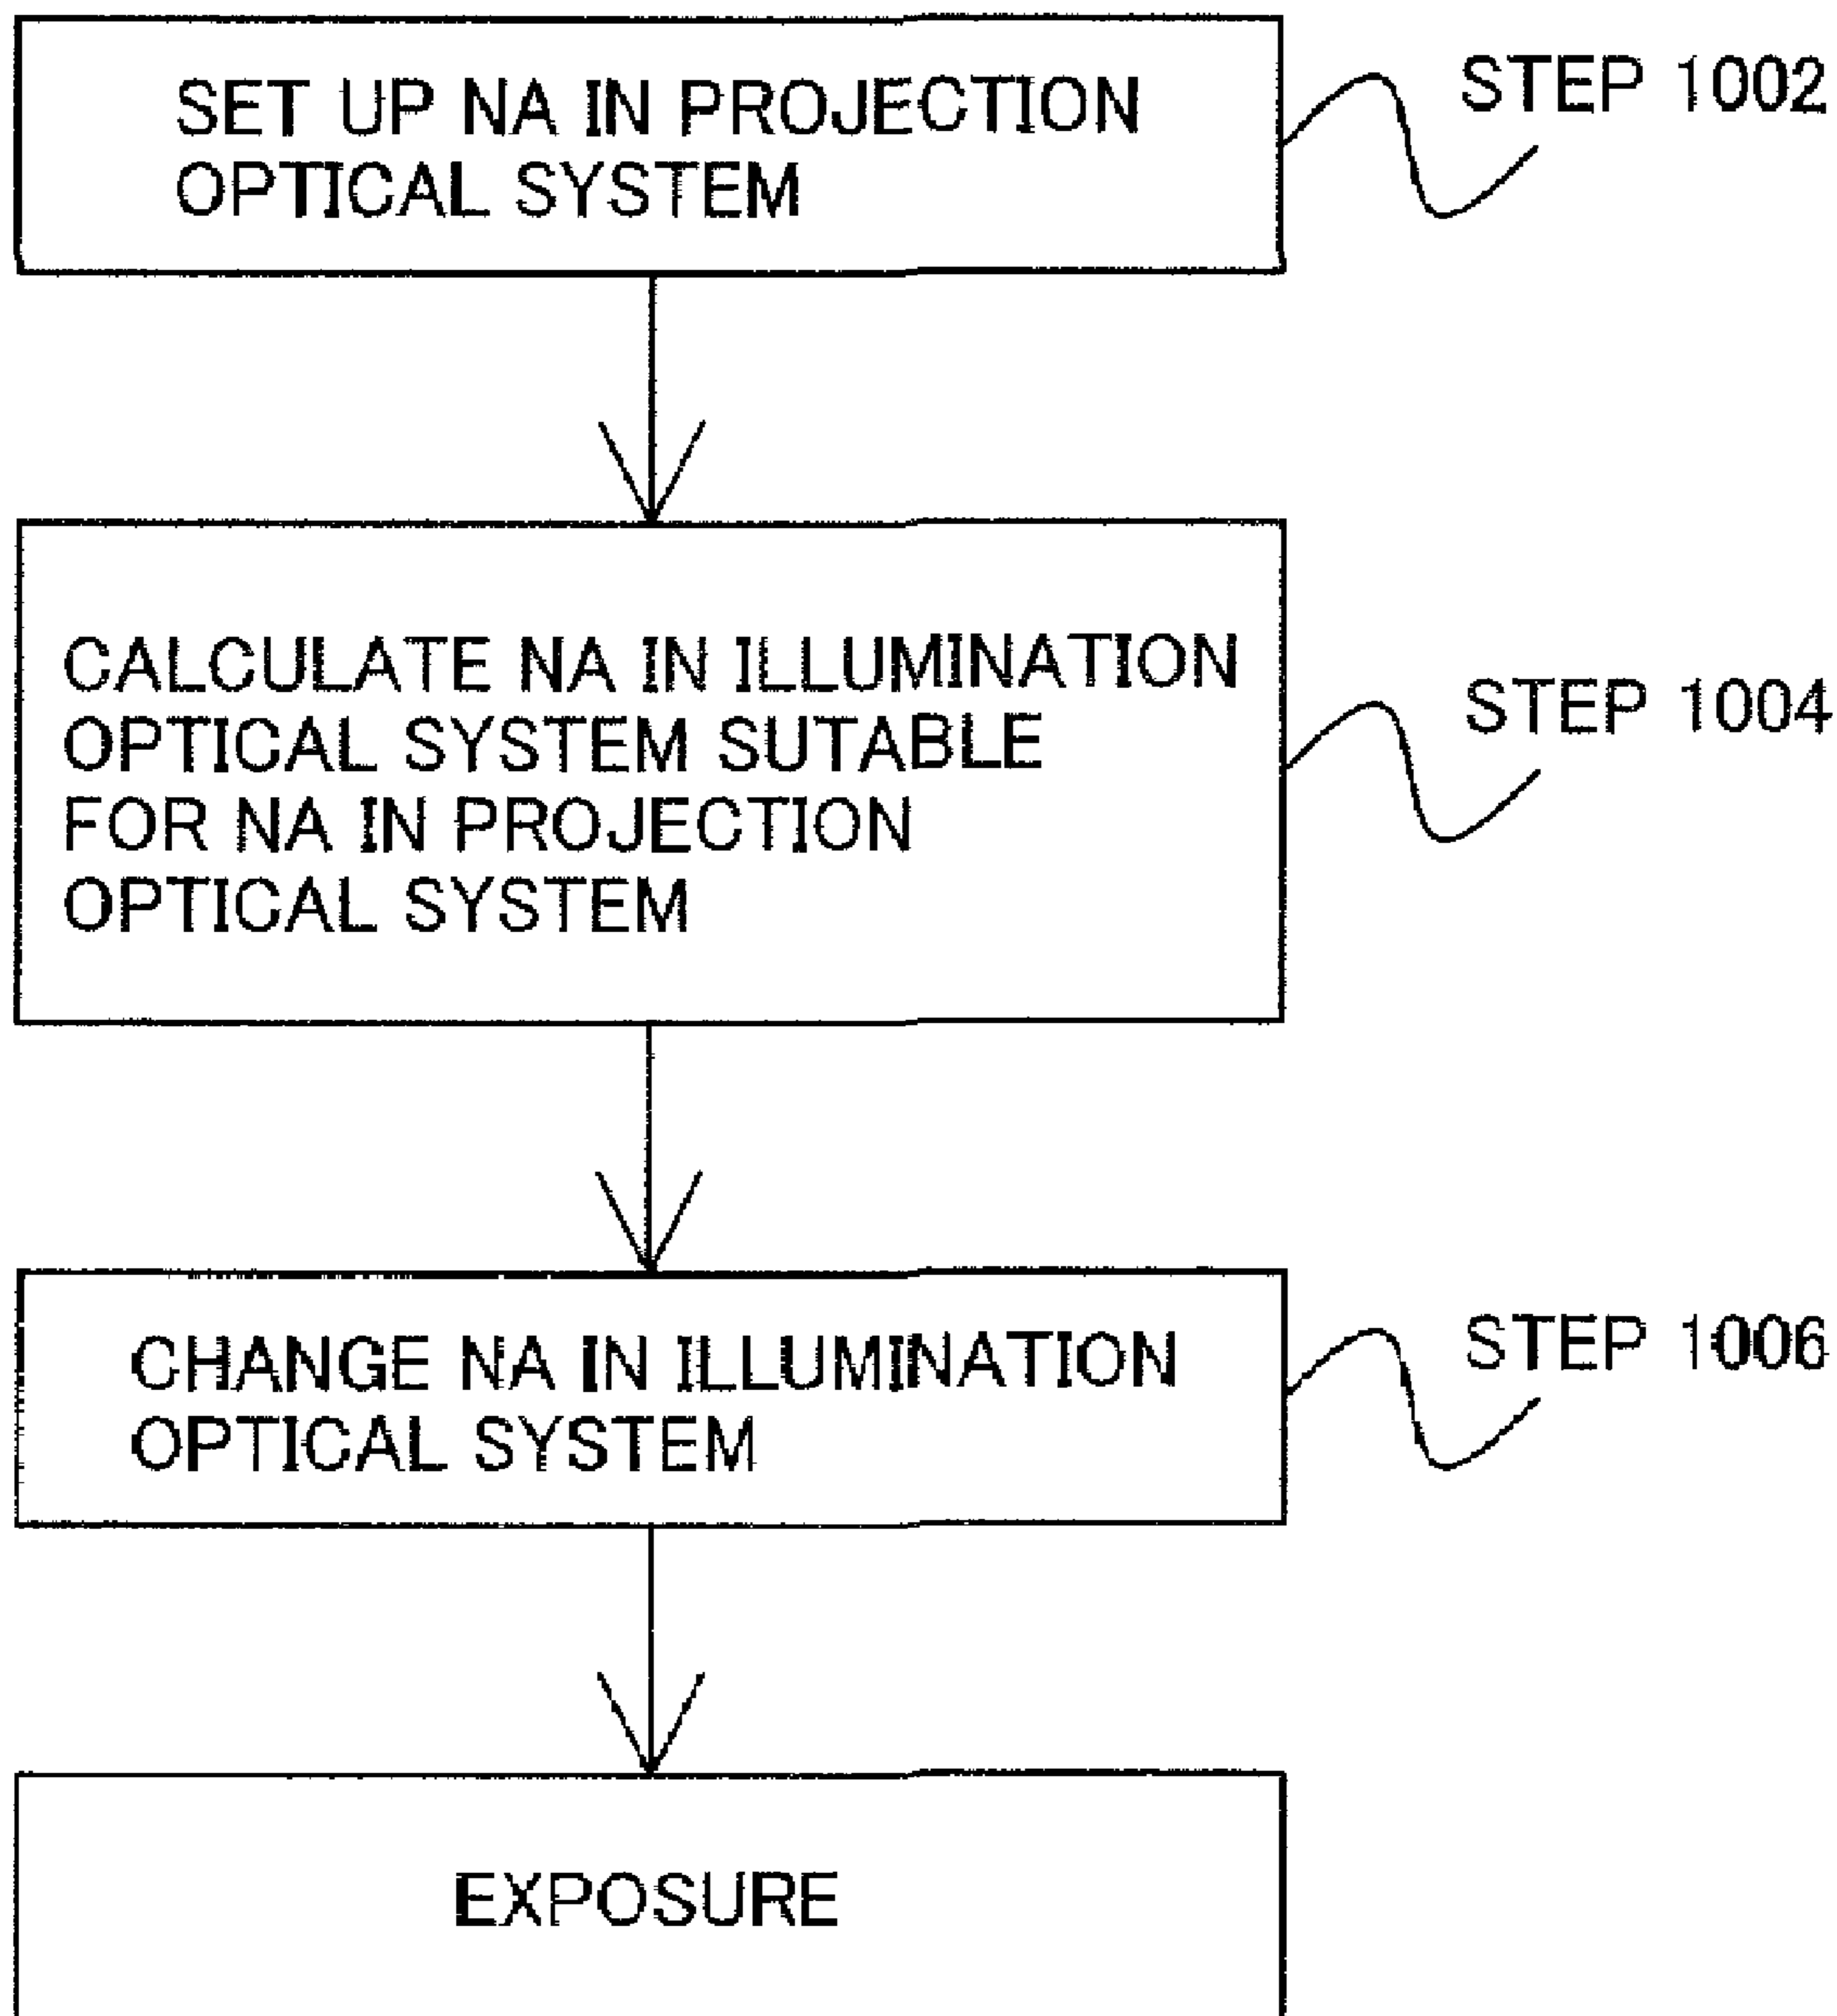 SET UP NA IN PROJECTION
OPTICAL SYSTEM
STEP 1002
CALCULATE NA IN ILLUMINATION
OPTICAL SYSTEM SUTABLE
FOR NA IN PROJECTION
OPTICAL SYSTEM
STEP 1004
CHANGE NA IN ILLUMINATION
OPTICAL SYSTEM
STEP 1006
EXPOSURE